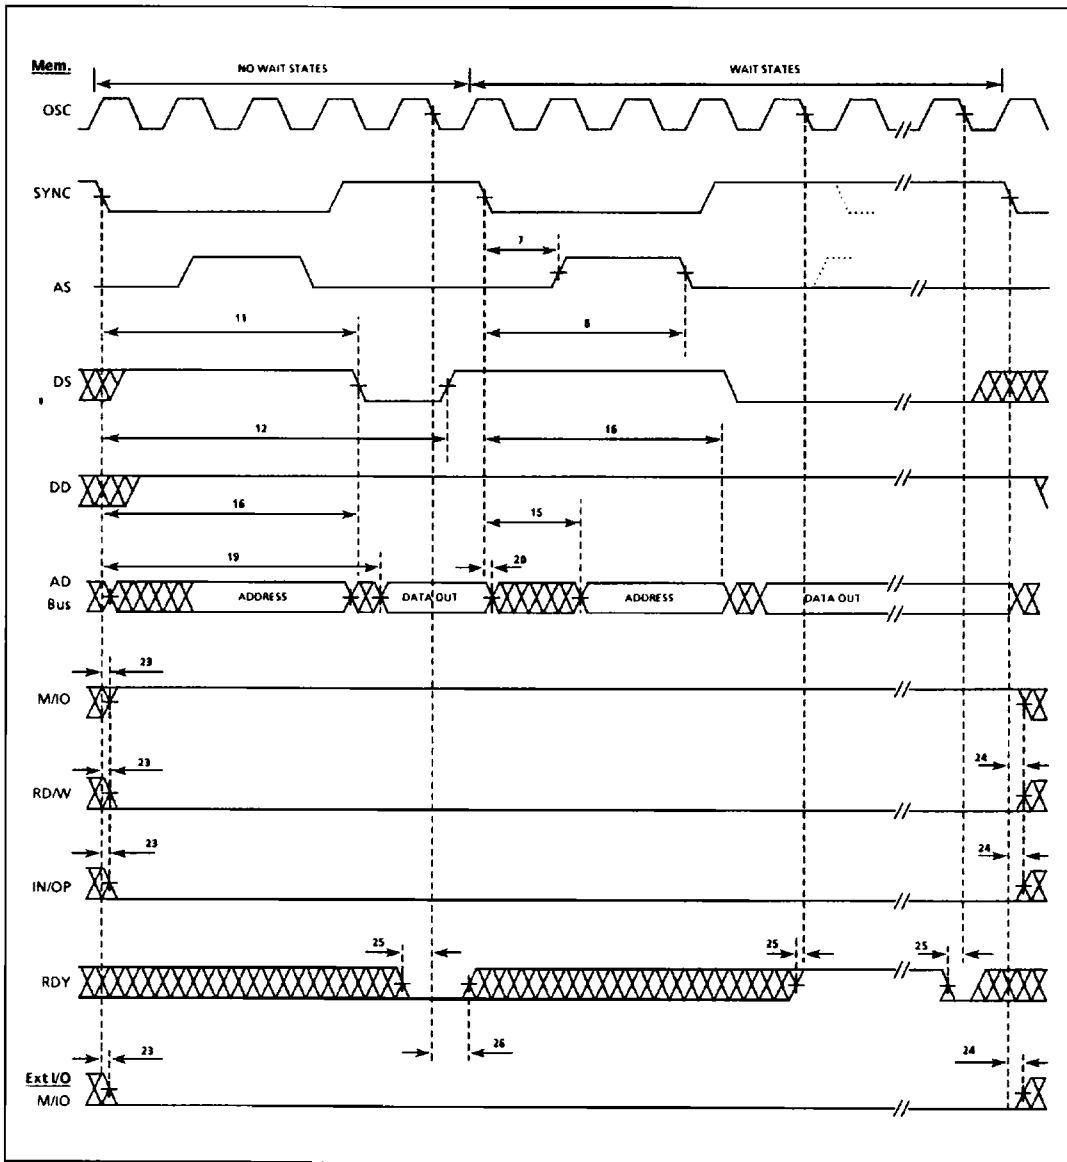 Mem.
NO WAIT STATES
WAIT STATES
OSC
SYNC
7
AS
11
8
DS
12
16
DD
16
15
19
20
AD
Bus
ADDRESS
DATA OUT
ADDRESS
DATA OUT
23
M/IO
23
24
RD/W
23
24
IN/OP
25
25
25
RDY
26
23
24
Ext I/O
M/IO